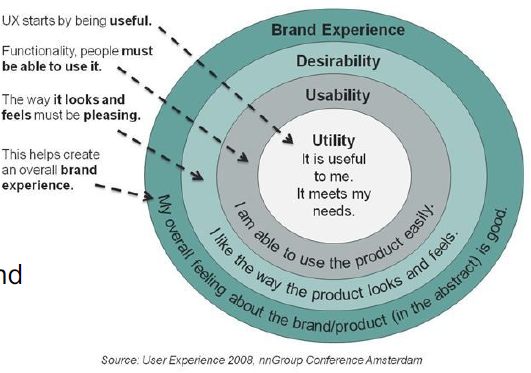 UX starts by being useful.
Functionality, people must
be able to use it.
The way it looks and
feels must be pleasing.
This helps create
an overall brand
experience.
nd
Brand Experience
Desirability
Usability
Utility
It is useful
to me.
It meets my
needs.
I am able to use the product easily.
I like the way the product looks and feels.
My overall feeling about the brand/product (in the abstract) is good.
Source: User Experience 2008, nnGroup Conference Amsterdam